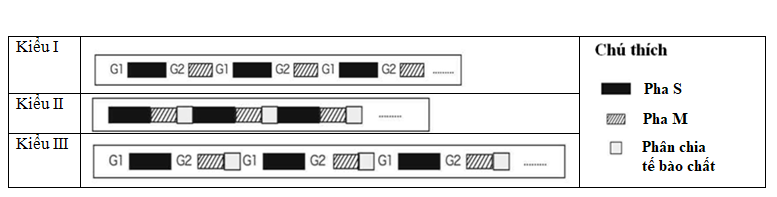 Kiểu I
G1 G2 G1 G2 G1 G2 .........
Kiểu II
.........
Kiểu III
G1 G2 G1 G2 G1 G2 .........
Chú thích
Pha S
Pha M
Phân chia
tế bào chất